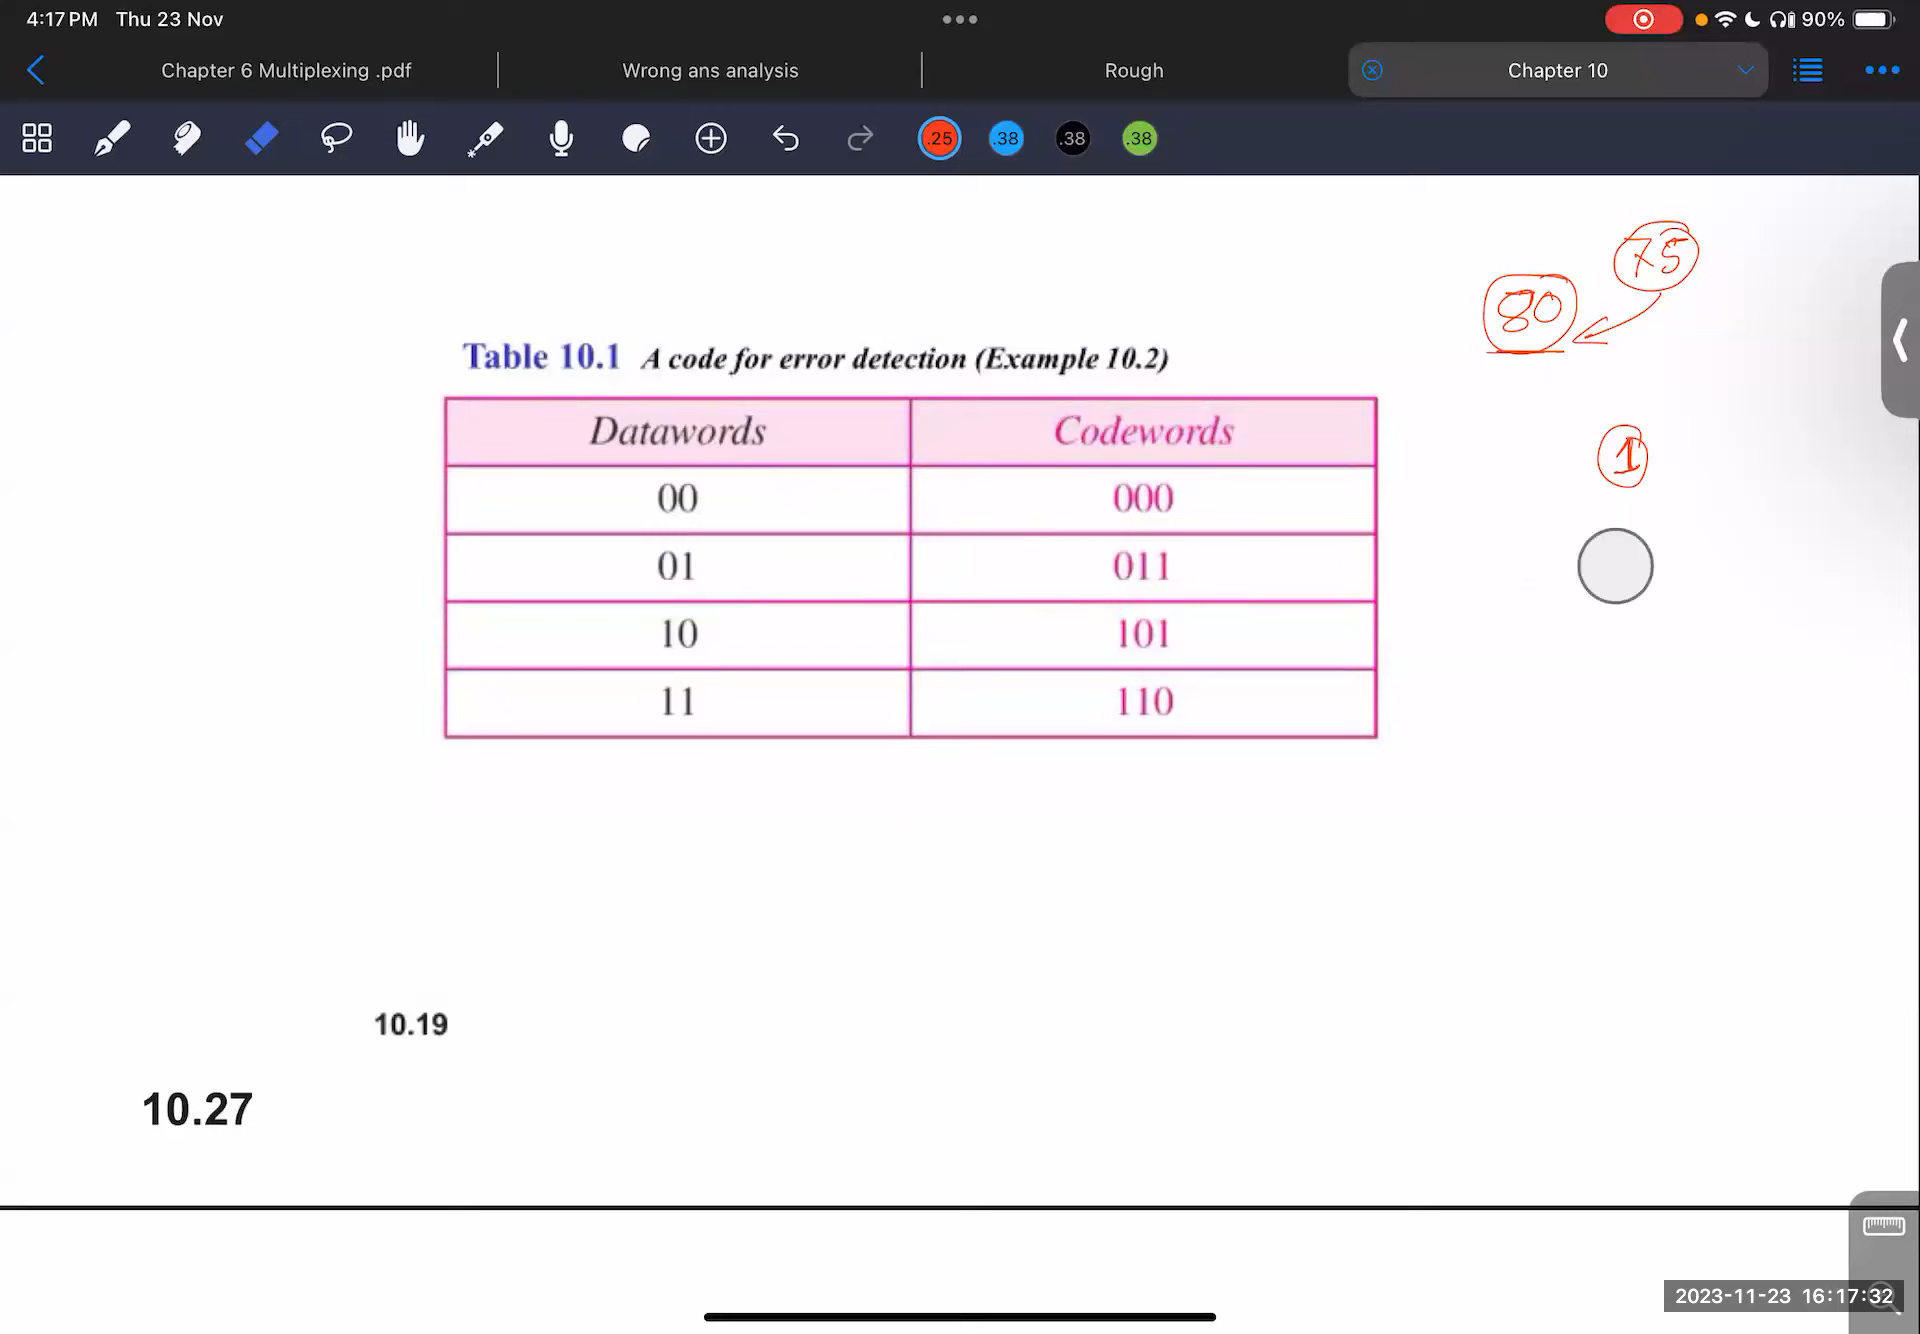 4:17 PM Thu 23 Nov
90%
Chapter 6 Multiplexing .pdf
Wrong ans analysis
Rough
Chapter 10
.25 .38 .38 .38
75
80
Table 10.1 A code for error detection (Example 10.2)
Datawords Codewords
00 000
01 011
10 101
11 110
1
10.19
10.27
2023-11-23 16:17:32